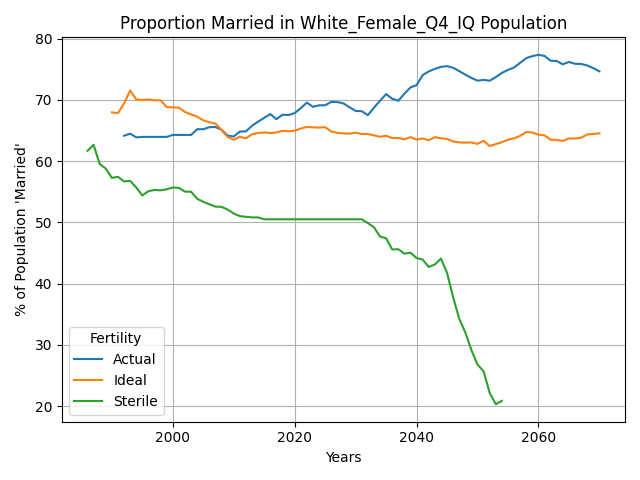 Proportion Married in White_Female_Q4_IQ Population
% of Population 'Married'
80
70
60
50
40
30
20
Fertility
Actual
Ideal
Sterile
2000
2020
2040
2060
Years